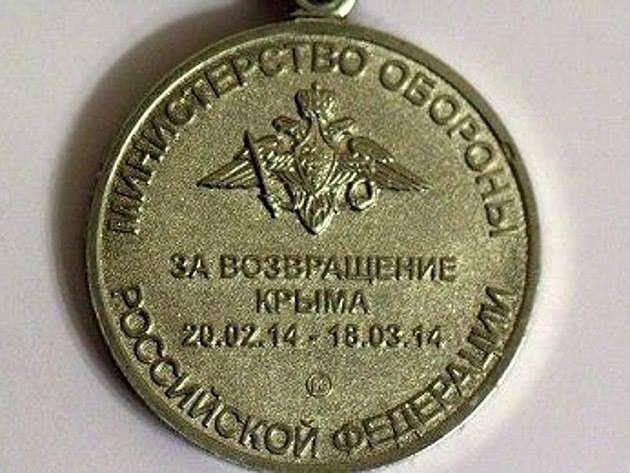 МИНИСТЕРСТВО ОБОРОНЫ
ЗА ВОЗВРАЩЕНИЕ
КРЫМА
20.02.14 - 18.03.14
РОССИЙСКОЙ ФЕДЕРАЦИИ